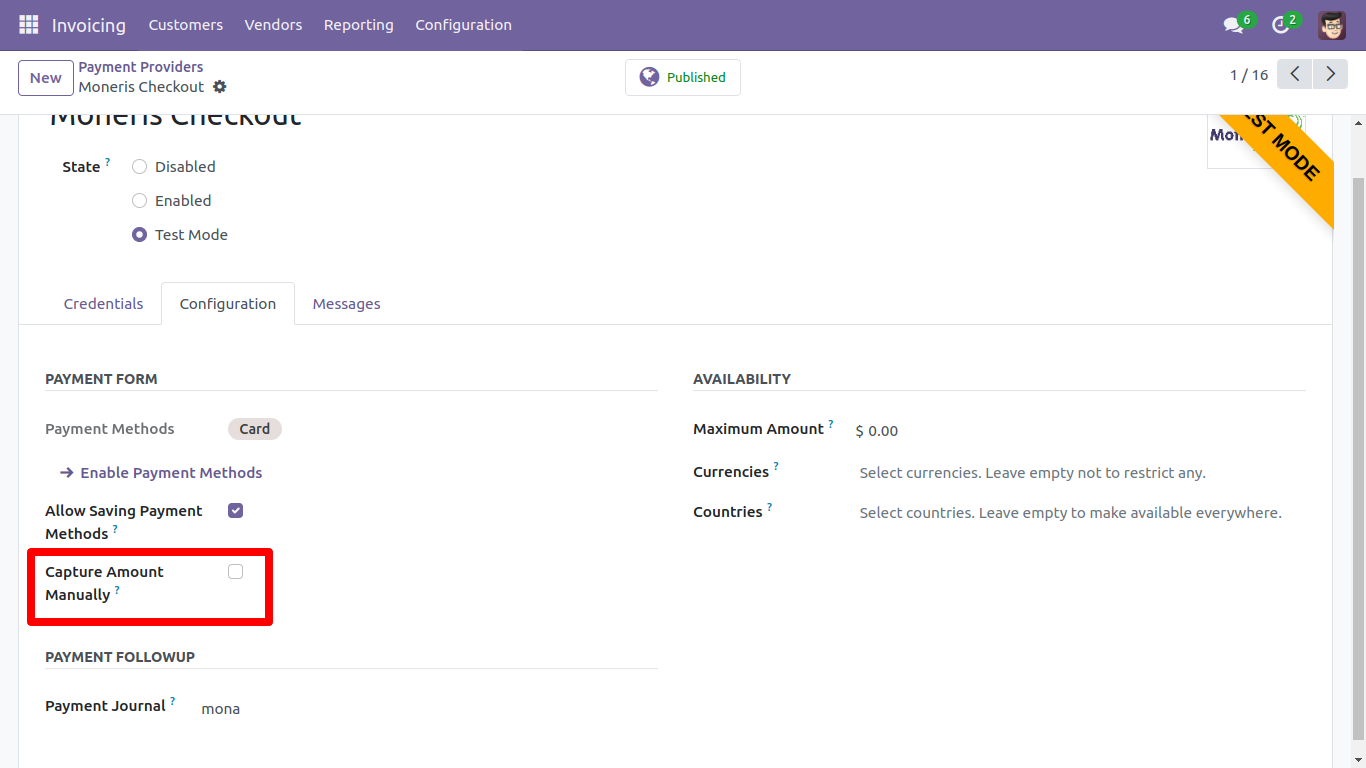 Invoicing Customers Vendors Reporting Configuration 6 2
New Payment Providers
Moneris Checkout
Published
1 / 16
Moneris Checkout
State ?
Disabled
Enabled
Test Mode
Credentials Configuration Messages
PAYMENT FORM
Payment Methods Card
Enable Payment Methods
Allow Saving Payment
Methods ?
Capture Amount
Manually ?
PAYMENT FOLLOWUP
Payment Journal ? mona
AVAILABILITY
Maximum Amount ? $ 0.00
Currencies ? Select currencies. Leave empty not to restrict any.
Countries ? Select countries. Leave empty to make available everywhere.
MODE